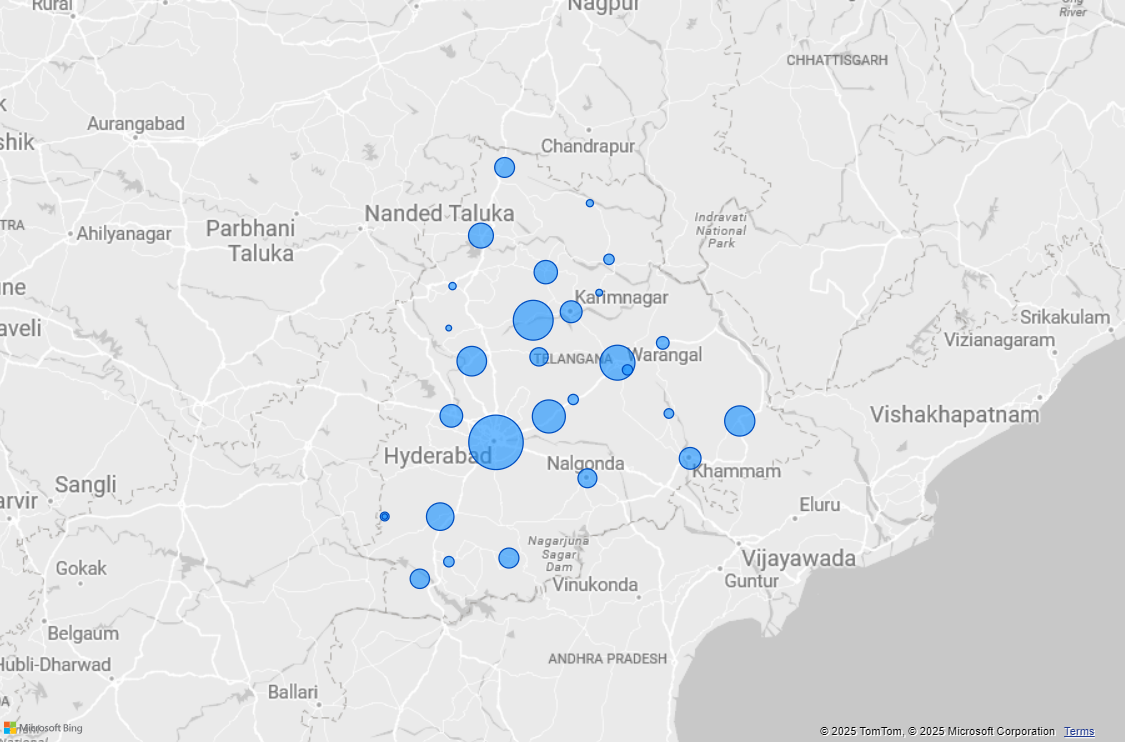 Rural
Nagpur
River
CHHATTISGARH
Aurangabad
Chandrapur
shik
Nanded Taluka
Indravati
National
Park
TRA
Ahilyanagar
Parbhani
Taluka
une
Karimnagar
Srikakulam
aveli
Vizianagaram
TELANGANA
Warangal
Vishakhapatnam
Hyderabad
Nalgonda
Khammam
Sangli
arvir
Eluru
Nagarjuna
Sagar
Dam
Vijayawada
Gokak
Vinukonda
Guntur
Belgaum
Hubli-Dharwad
ANDHRA PRADESH
Ballari
Microsoft Bing
National
© 2025 TomTom, © 2025 Microsoft Corporation Terms